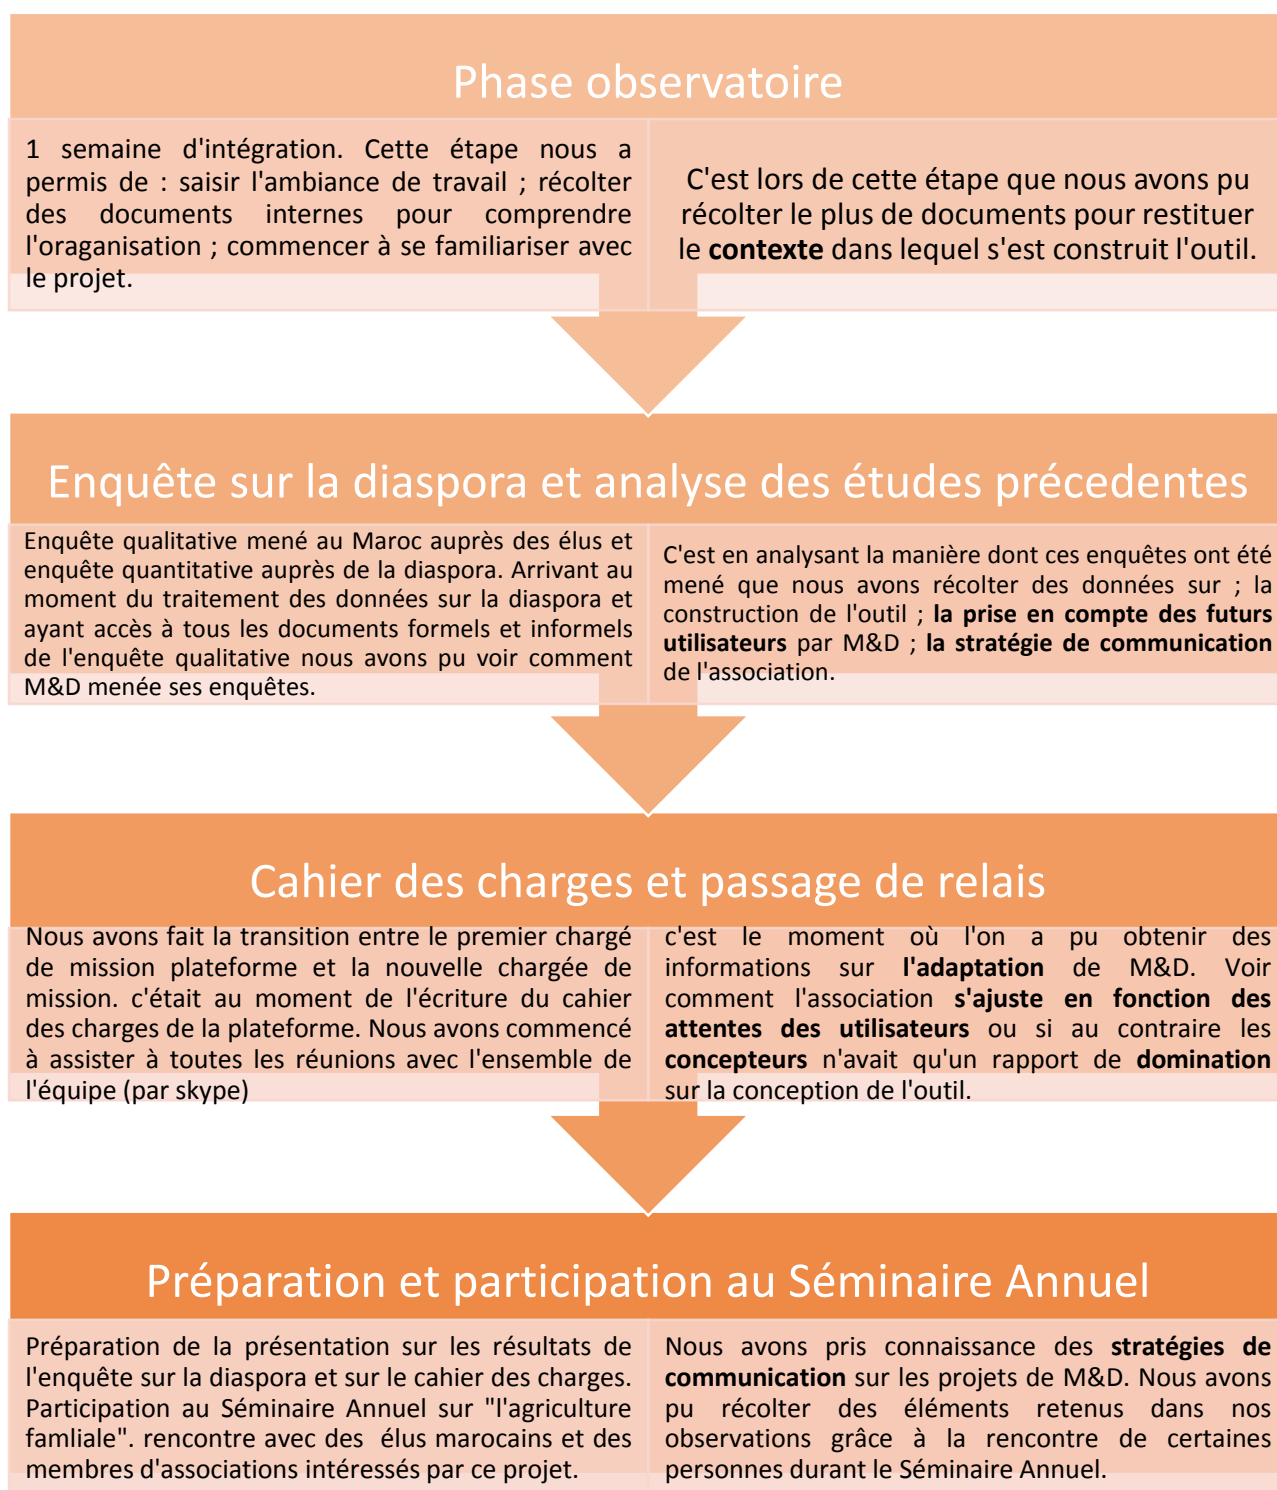 Phase observatoire
1 semaine d'intégration. Cette étape nous a
permis de : saisir l'ambiance de travail ; récolter
des documents internes pour comprendre
l'oraganisation ; commencer à se familiariser avec
le projet.
C'est lors de cette étape que nous avons pu
récolter le plus de documents pour restituer
le contexte dans lequel s'est construit l'outil.
Enquête sur la diaspora et analyse des études précedentes
Enquête qualitative mené au Maroc auprès des élus et
enquête quantitative auprès de la diaspora. Arrivant au
moment du traitement des données sur la diaspora et
ayant accès à tous les documents formels et informels
de l'enquête qualitative nous avons pu voir comment
M&D menée ses enquêtes.
C'est en analysant la manière dont ces enquêtes ont été
mené que nous avons récolter des données sur ; la
construction de l'outil ; la prise en compte des futurs
utilisateurs par M&D ; la stratégie de communication
de l'association.
Cahier des charges et passage de relais
Nous avons fait la transition entre le premier chargé
de mission plateforme et la nouvelle chargée de
mission. c'était au moment de l'écriture du cahier
des charges de la plateforme. Nous avons commencé
à assister à toutes les réunions avec l'ensemble de
l'équipe (par skype)
c'est le moment où l'on a pu obtenir des
informations sur l'adaptation de M&D. Voir
comment l'association s'ajuste en fonction des
attentes des utilisateurs ou si au contraire les
concepteurs n'avait qu'un rapport de domination
sur la conception de l'outil.
Préparation et participation au Séminaire Annuel
Préparation de la présentation sur les résultats de
l'enquête sur la diaspora et sur le cahier des charges.
Participation au Séminaire Annuel sur "l'agriculture
famliale". rencontre avec des élus marocains et des
membres d'associations intéressés par ce projet.
Nous avons pris connaissance des stratégies de
communication sur les projets de M&D. Nous avons
pu récolter des éléments retenus dans nos
observations grâce à la rencontre de certaines
personnes durant le Séminaire Annuel.